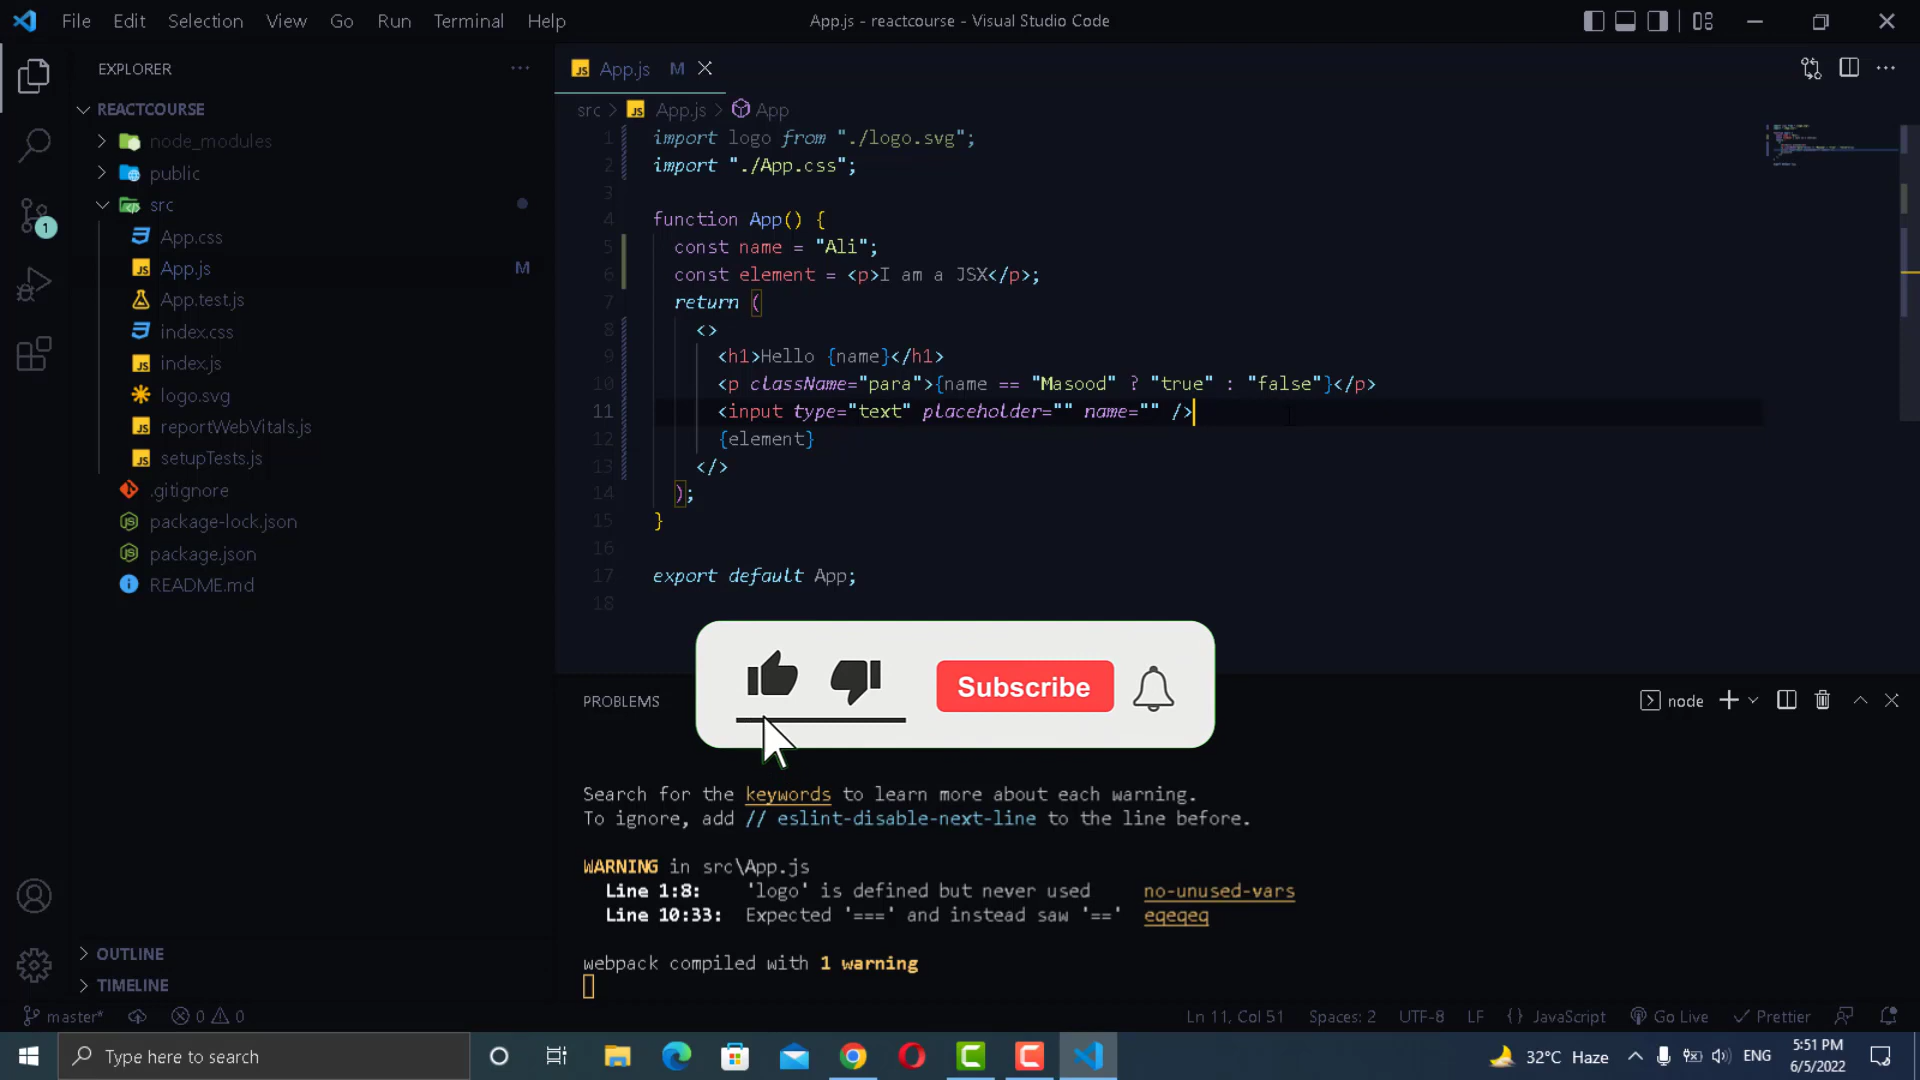 File Edit Selection View Go Run Terminal Help
App.js - reactcourse - Visual Studio Code
EXPLORER
REACTCOURSE
node_modules
public
src
App.css
App.js M
App.test.js
index.css
index.js
logo.svg
reportWebVitals.js
setupTests.js
.gitignore
package-lock.json
package.json
README.md
OUTLINE
TIMELINE
App.js M
src > App.js > App
1 import logo from "./logo.svg";
2 import "./App.css";
3
4 function App() {
5 const name = "Ali";
6 const element = <p>I am a JSX</p>;
7 return (
8 <>
9 <h1>Hello {name}</h1>
10 <p className="para">{name == "Masood" ? "true" : "false"}</p>
11 <input type="text" placeholder="" name="" />
12 {element}
13 </>
14 );
15 }
16
17 export default App;
18
Subscribe
PROBLEMS
node
Search for the keywords to learn more about each warning.
To ignore, add // eslint-disable-next-line to the line before.
WARNING in src\App.js
Line 1:8: 'logo' is defined but never used no-unused-vars
Line 10:33: Expected '===' and instead saw '==' eqeqeq
webpack compiled with 1 warning
1
master* 0 0
Ln 11, Col 51 Spaces: 2 UTF-8 LF {} JavaScript Go Live Prettier
Type here to search
32°C Haze
ENG
5:51 PM
6/5/2022